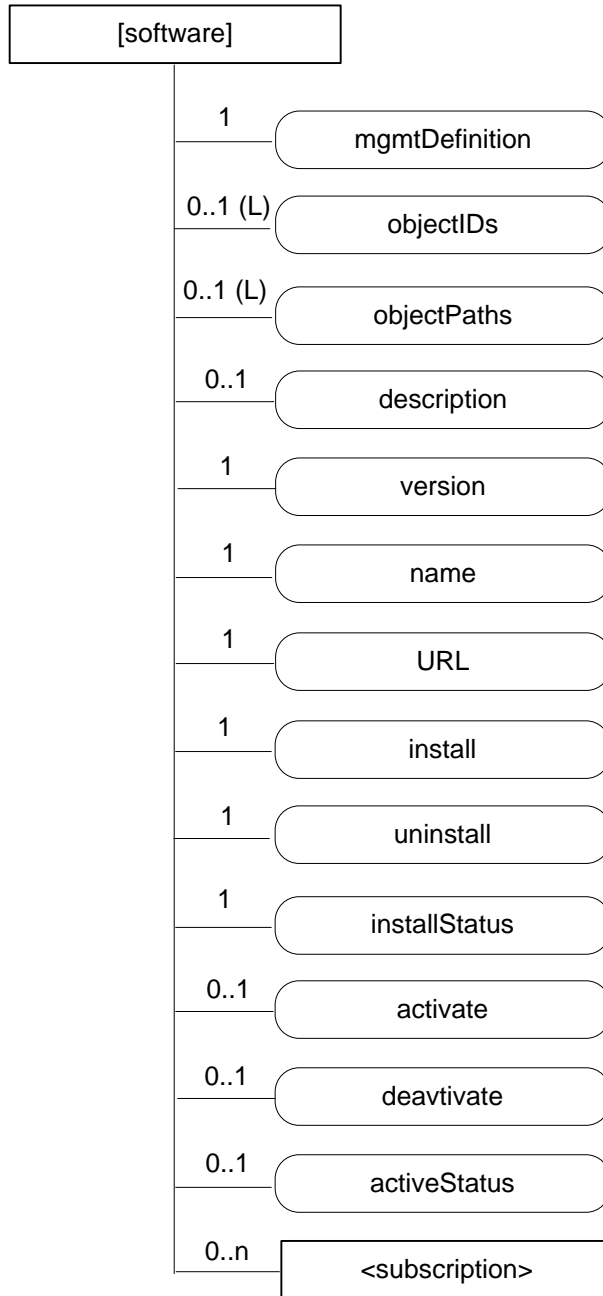 [software]
1
mgmtDefinition
0..1 (L)
objectIDs
0..1 (L)
objectPaths
0..1
description
1
version
1
name
1
URL
1
install
1
uninstall
1
installStatus
0..1
activate
0..1
deavtivate
0..1
activeStatus
0..n
<subscription>